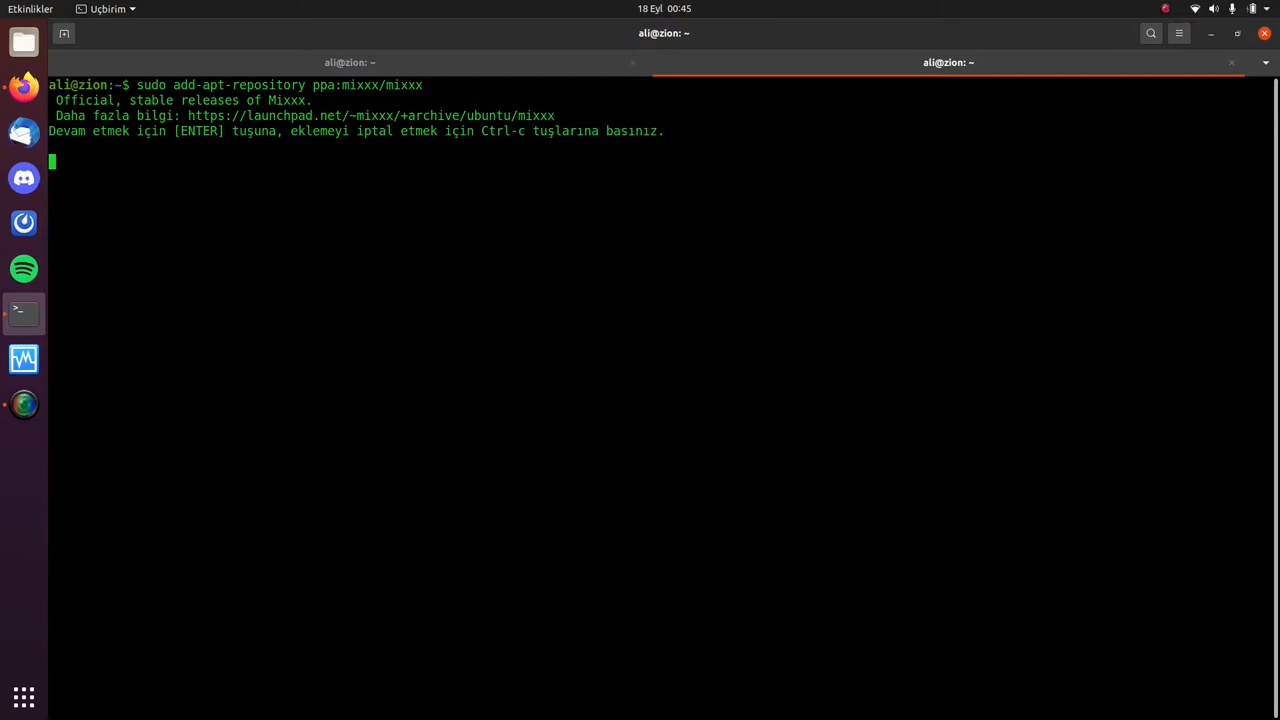 Etkinlikler
Uçbirim
18 Eyl 00:45
ali@zion: ~
ali@zion: ~
ali@zion: ~
ali@zion:~$ sudo add-apt-repository ppa:mixxx/mixxx
Official, stable releases of Mixxx.
Daha fazla bilgi: https://launchpad.net/~mixxx/+archive/ubuntu/mixxx
Devam etmek için [ENTER] tuşuna, eklemeyi iptal etmek için Ctrl-c tuşlarına basınız.